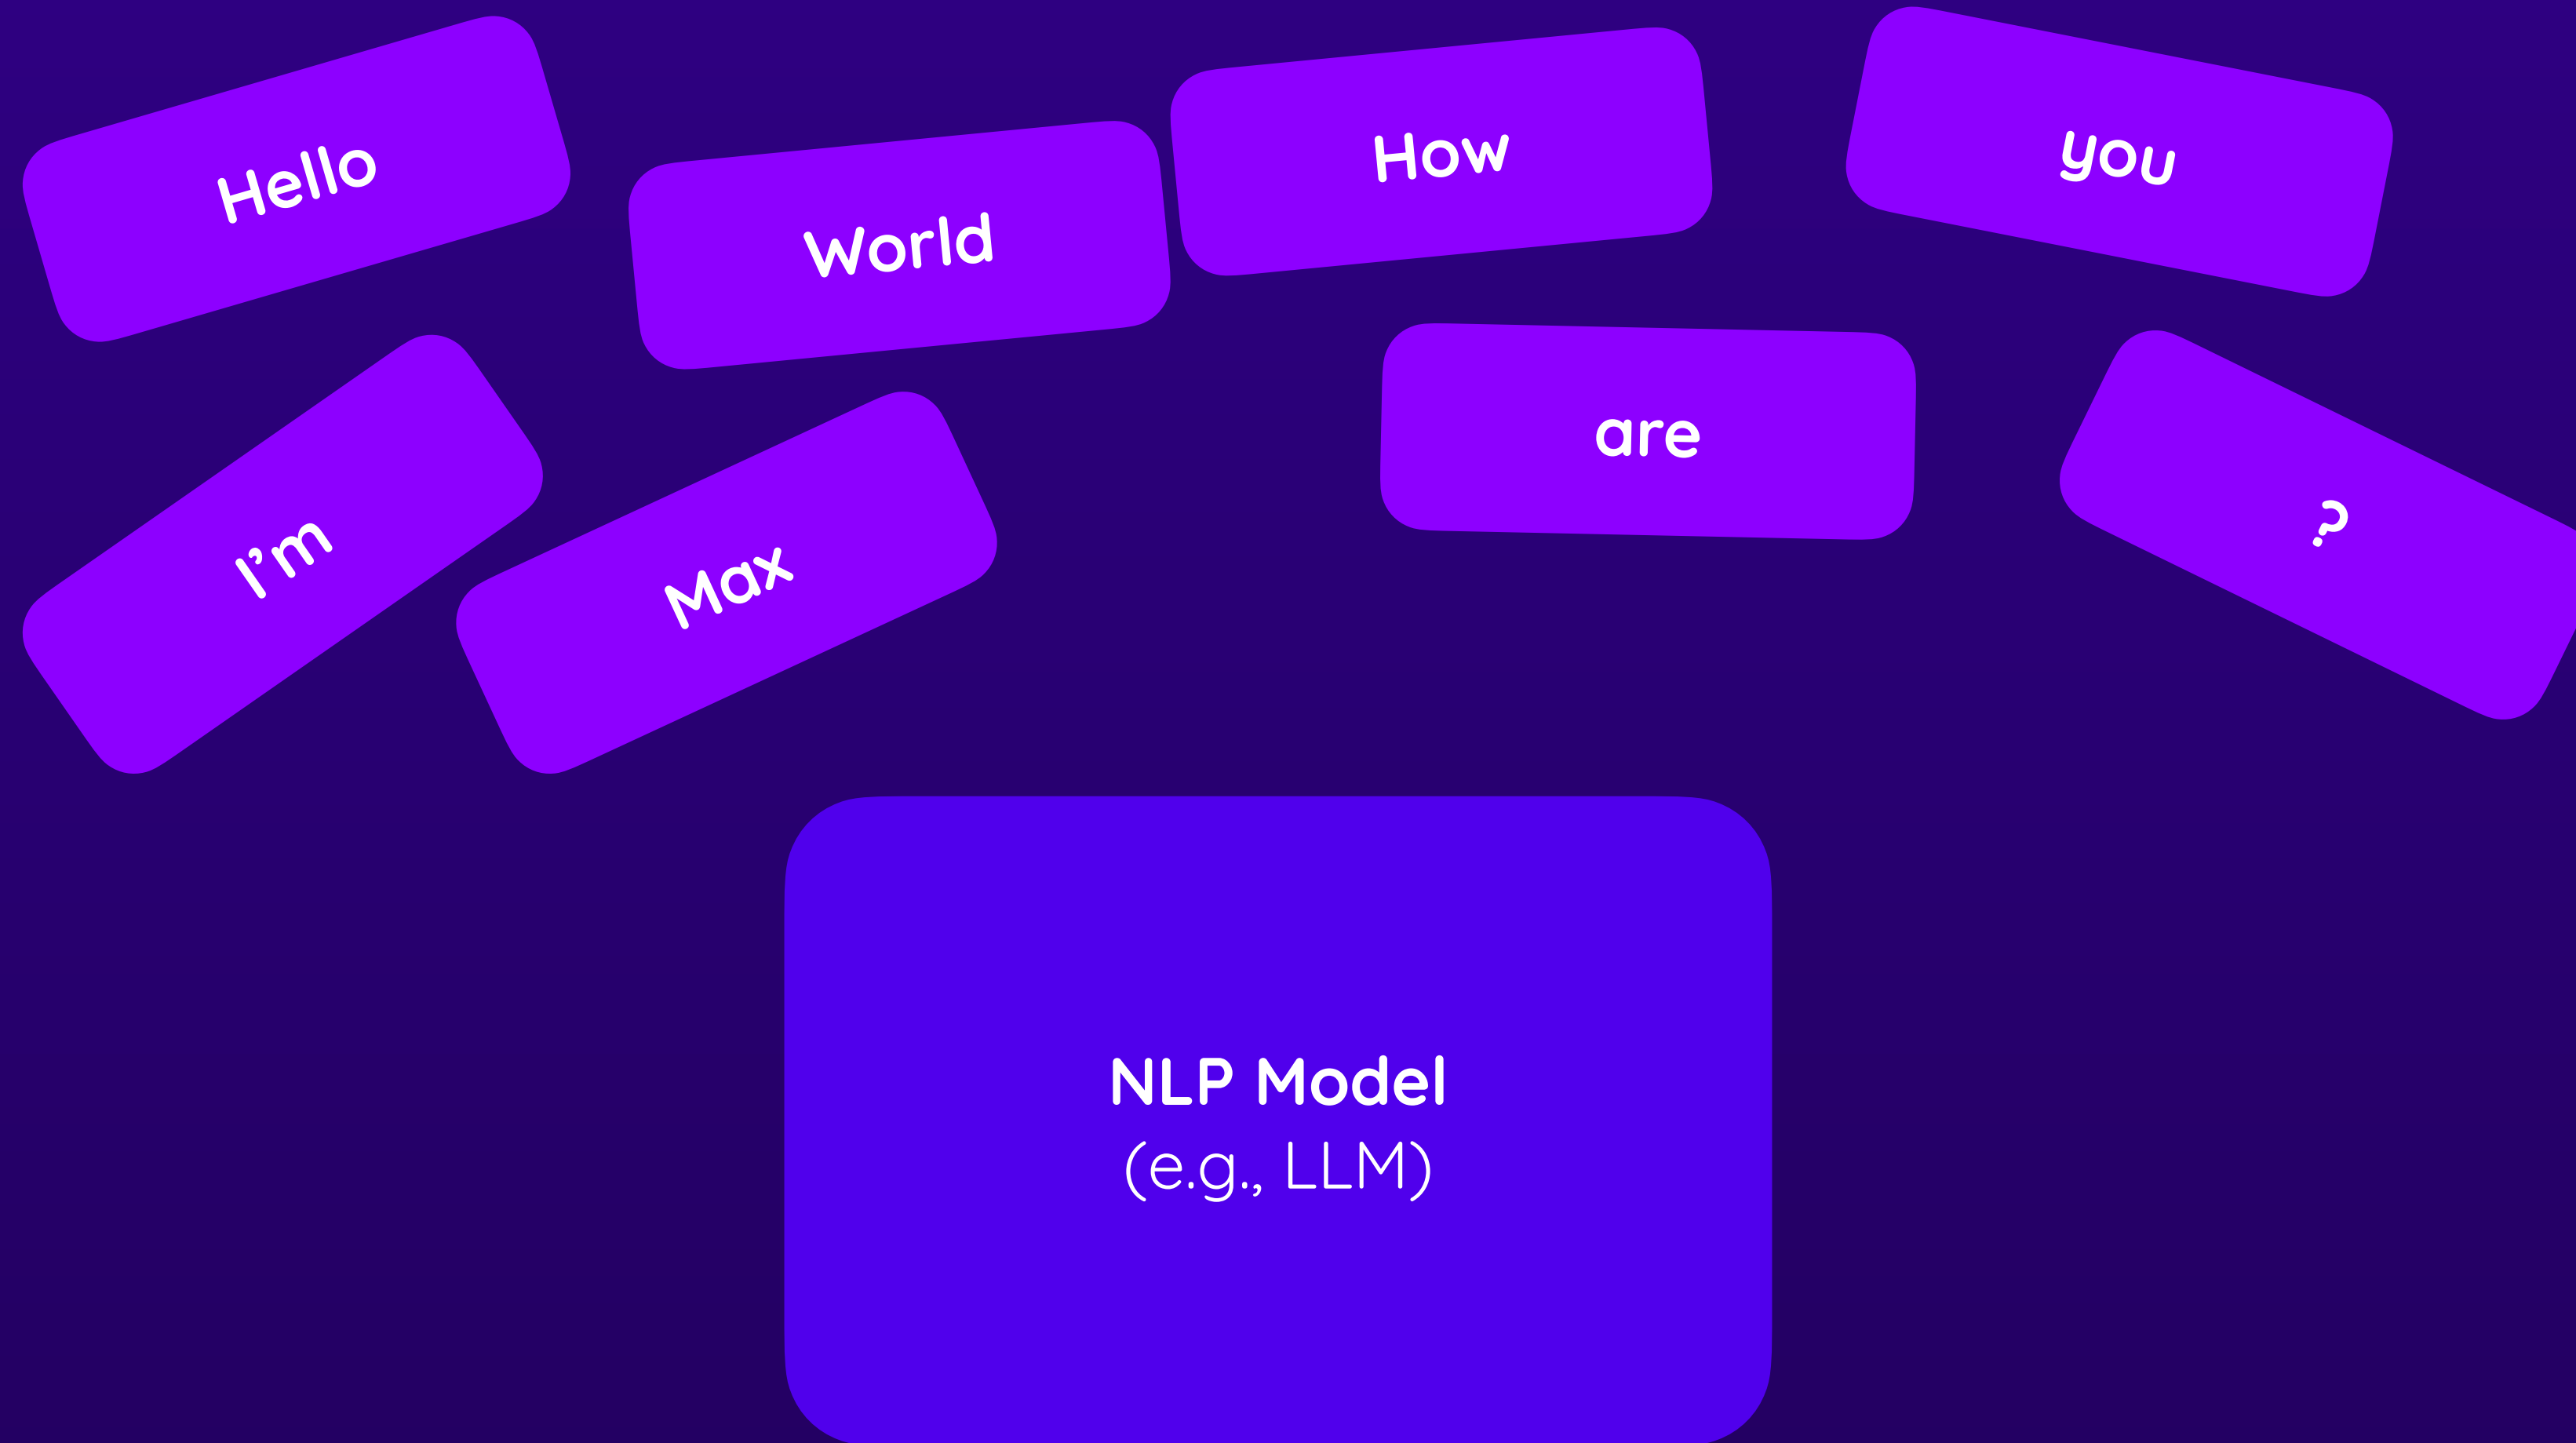 Hello
World
How
you
I’m
Max
are
?
NLP Model
(e.g., LLM)